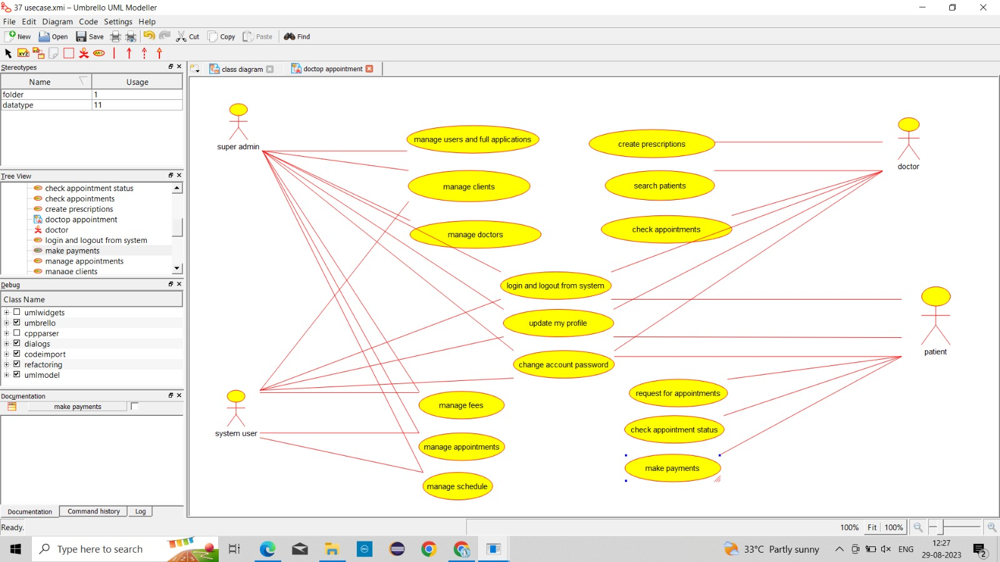 37 usecase.xmi – Umbrello UML Modeller
File Edit Diagram Code Settings Help
New Open Save Cut Copy Paste Find
XYZ ABC
Stereotypes
Name Usage
folder 1
datatype 11
Tree View
check appointment status
check appointments
create prescriptions
doctop appointment
doctor
login and logout from system
make payments
manage appointments
manage clients
Debug
Class Name
umlwidgets
umbrello
cppparser
dialogs
codeimport
refactoring
umlmodel
Documentation
make payments
Documentation Command history Log
Ready.
class diagram doctop appointment
super admin
manage users and full applications
create prescriptions
doctor
manage clients
search patients
manage doctors
check appointments
login and logout from system
update my profile
change account password
patient
system user
manage fees
manage appointments
manage schedule
request for appointments
check appointment status
make payments
100% Fit 100%
Type here to search
DELL
33°C Partly sunny
ENG
12:27
29-08-2023
2